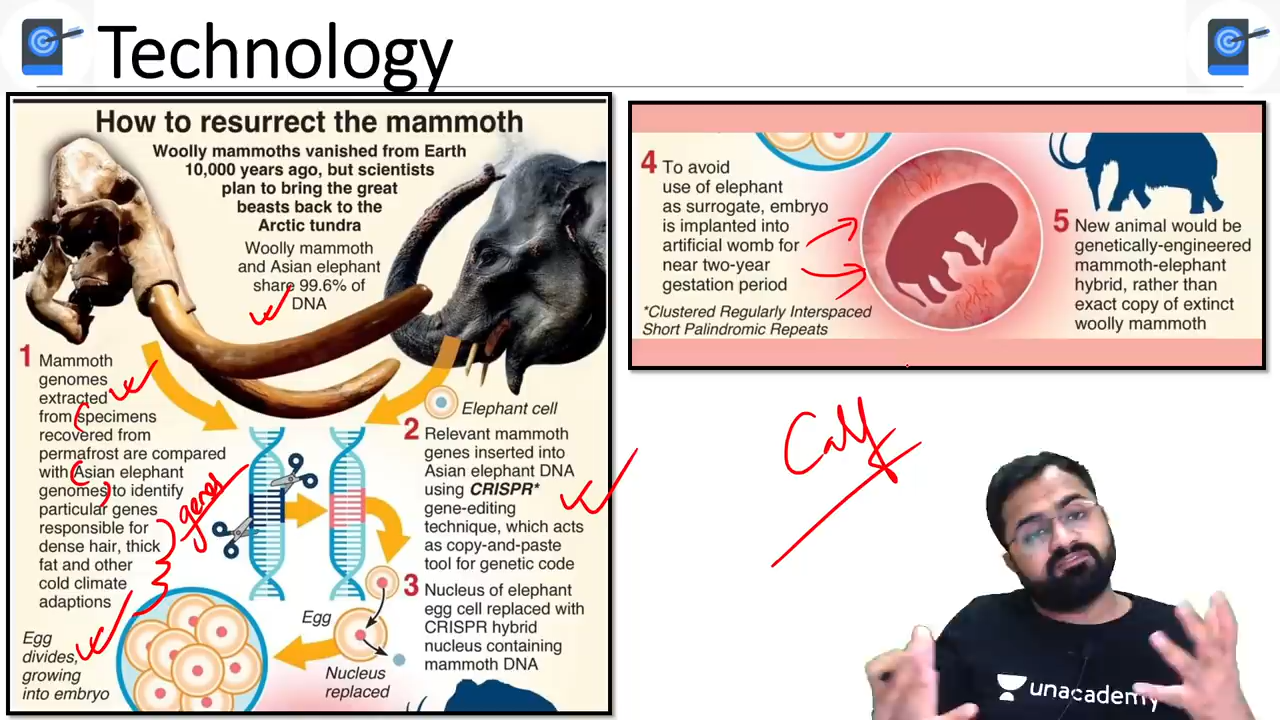 Technology
How to resurrect the mammoth
Woolly mammoths vanished from Earth
10,000 years ago, but scientists
plan to bring the great
beasts back to the
Arctic tundra
Woolly mammoth
and Asian elephant
share 99.6% of
DNA
1 Mammoth
genomes
extracted
from specimens
recovered from
permafrost are compared
with Asian elephant
genomes to identify
particular genes
responsible for
dense hair, thick
fat and other
cold climate
adaptions
genes
Elephant cell
2 Relevant mammoth
genes inserted into
Asian elephant DNA
using CRISPR*
gene-editing
technique, which acts
as copy-and-paste
tool for genetic code
3 Nucleus of elephant
egg cell replaced with
CRISPR hybrid
nucleus containing
mammoth DNA
Egg
Nucleus
replaced
Egg
divides,
growing
into embryo
4 To avoid
use of elephant
as surrogate, embryo
is implanted into
artificial womb for
near two-year
gestation period
*Clustered Regularly Interspaced
Short Palindromic Repeats
5 New animal would be
genetically-engineered
mammoth-elephant
hybrid, rather than
exact copy of extinct
woolly mammoth
Calf
unacademy